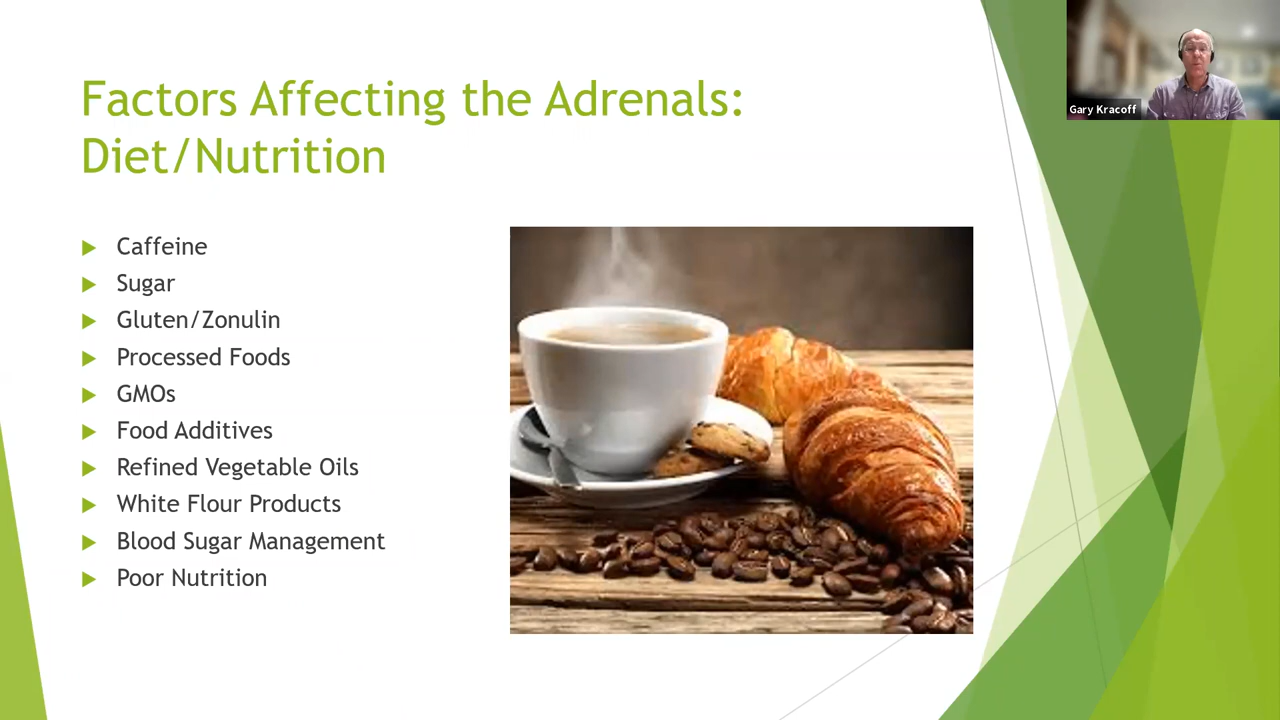 Factors Affecting the Adrenals:
Diet/Nutrition
Caffeine
Sugar
Gluten/Zonulin
Processed Foods
GMOs
Food Additives
Refined Vegetable Oils
White Flour Products
Blood Sugar Management
Poor Nutrition
Gary Kracoff